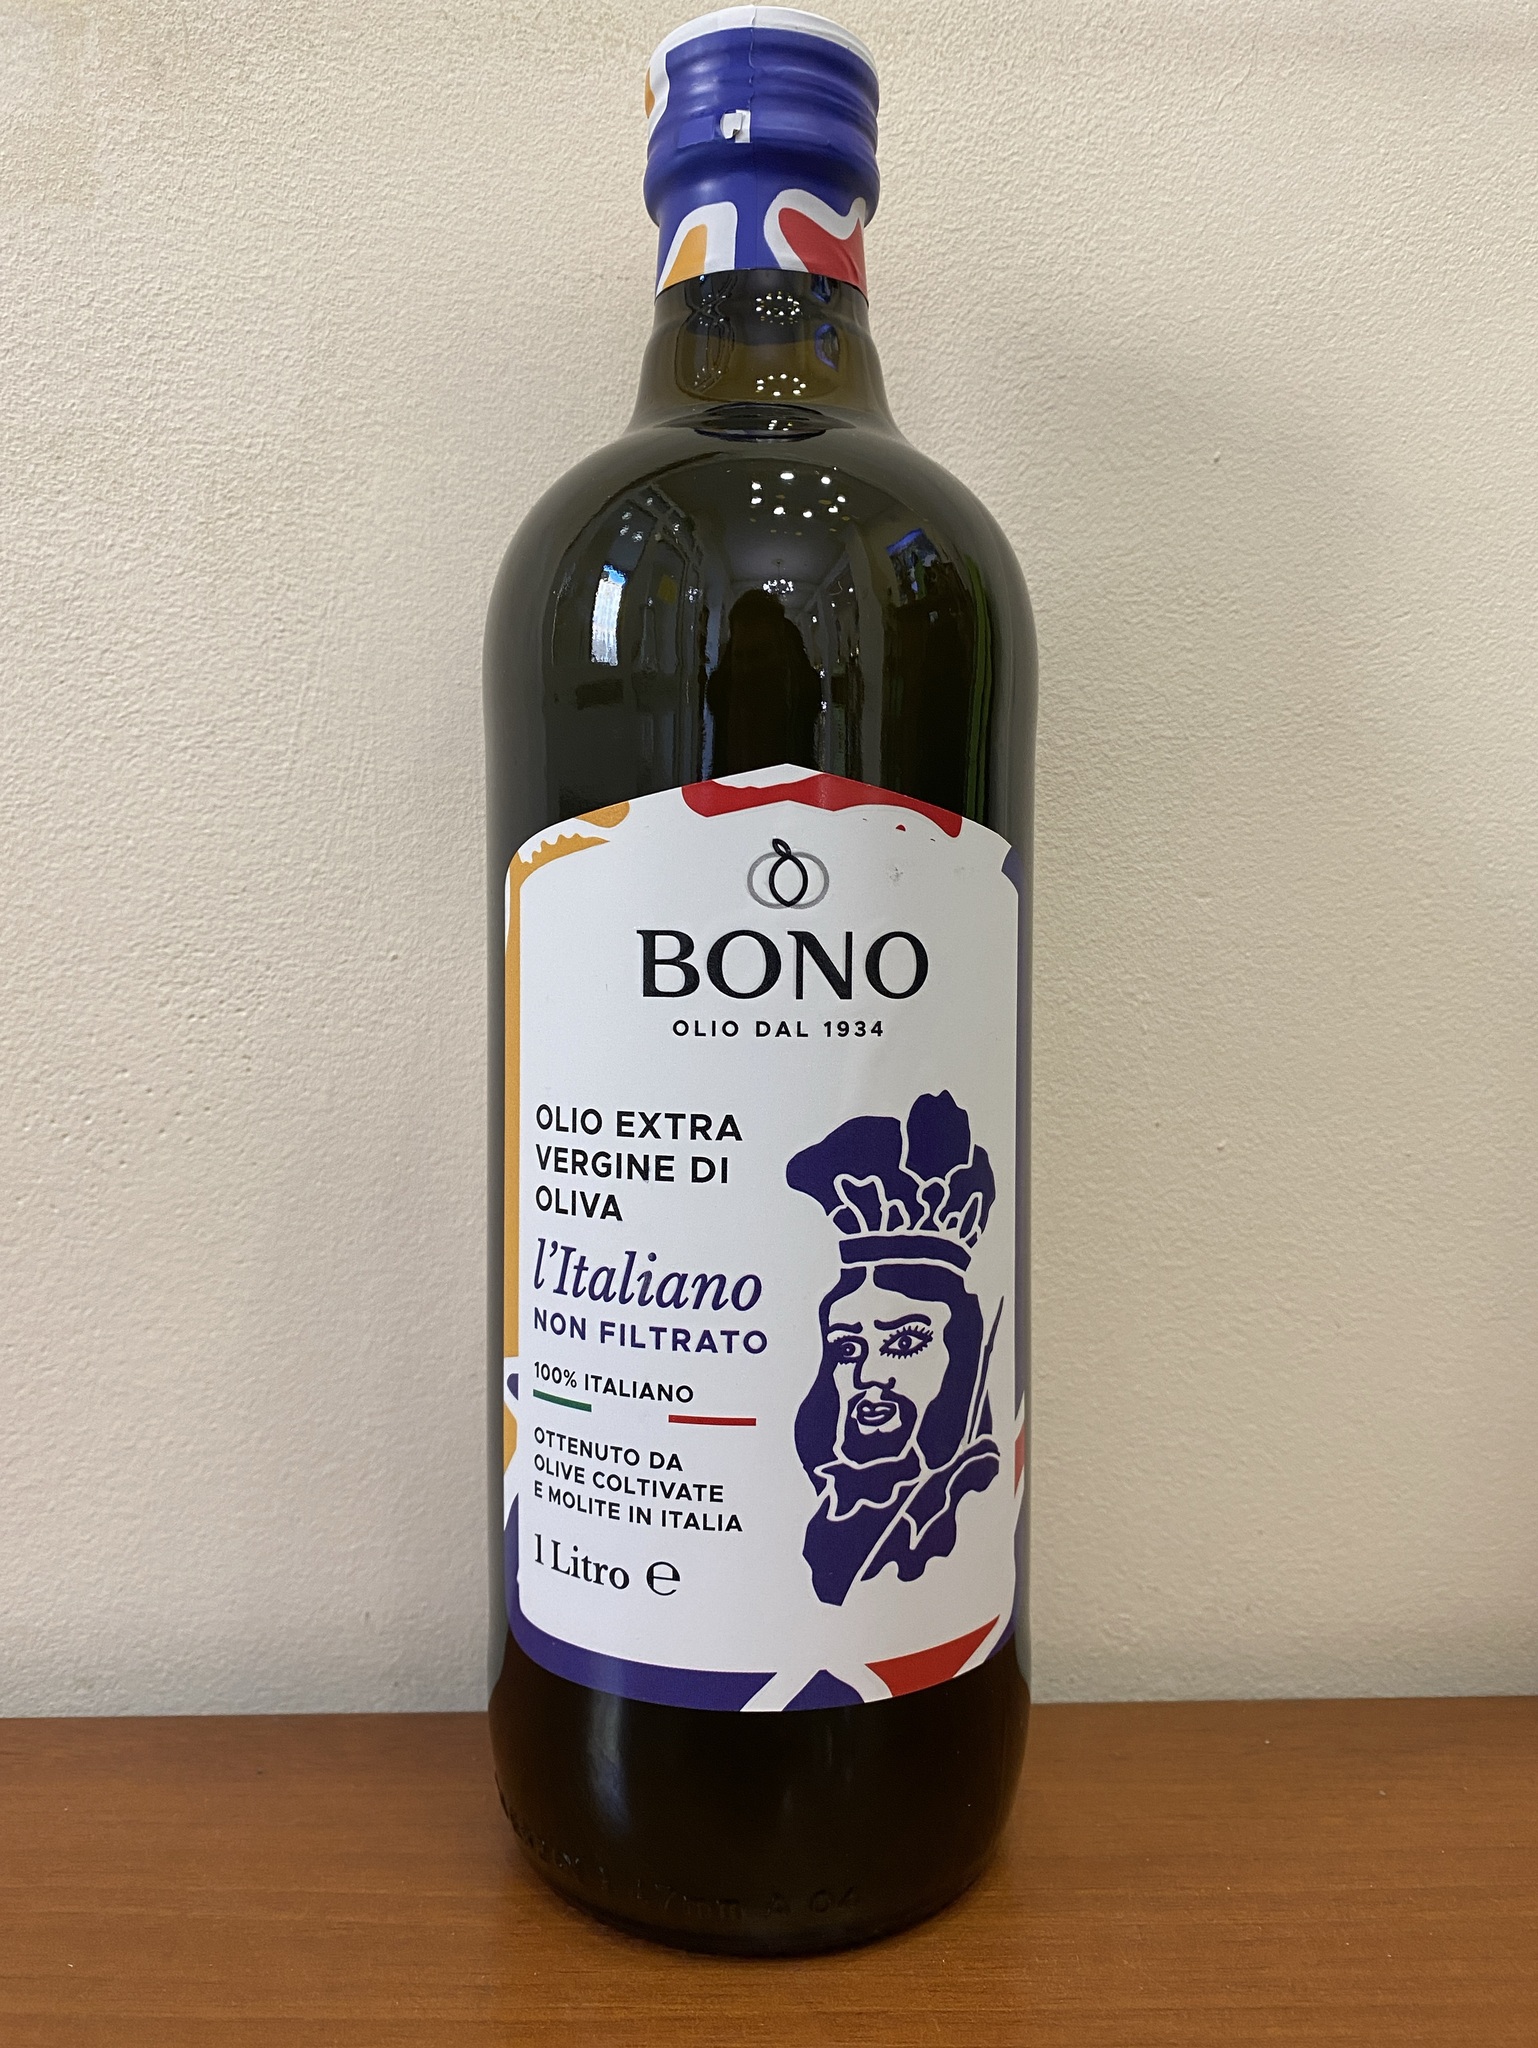 BONO
OLIO DAL 1934
OLIO EXTRA
VERGINE DI
OLIVA
l'Italiano
NON FILTRATO
100% ITALIANO
OTTENUTO DA
OLIVE COLTIVATE
E MOLITE IN ITALIA
1 Litro ℮